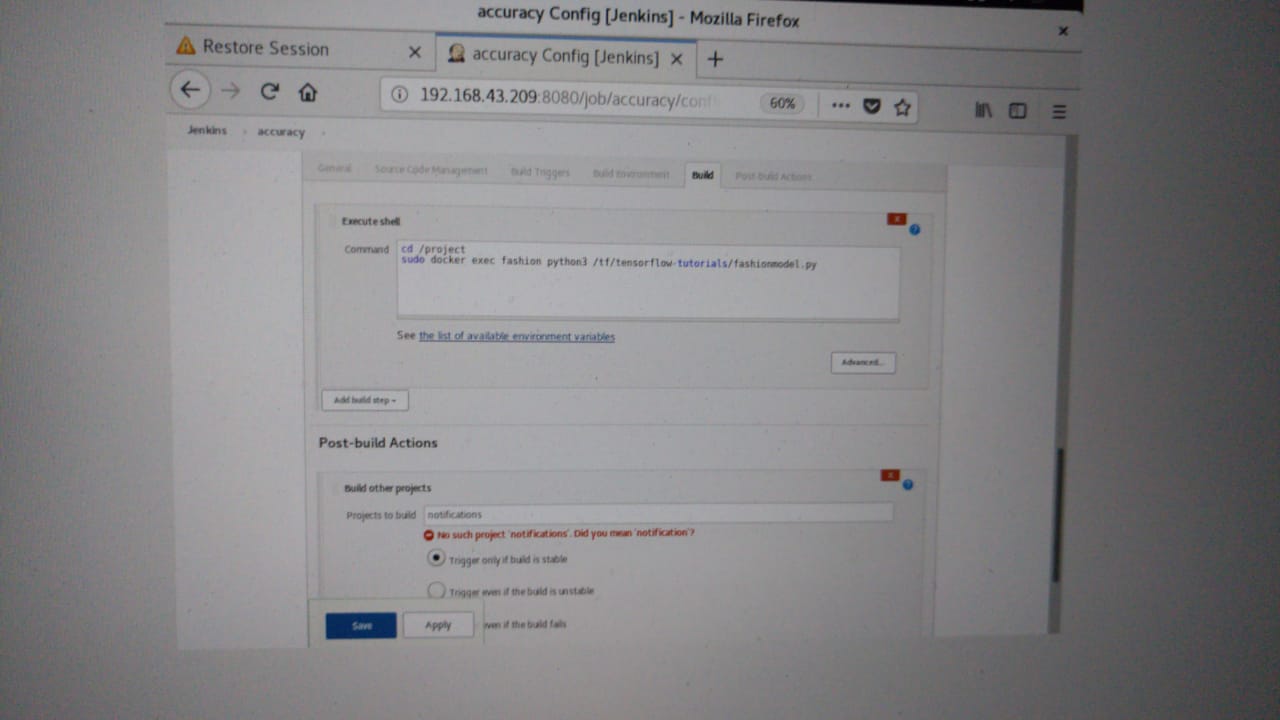 accuracy Config [Jenkins] - Mozilla Firefox
Restore Session
accuracy Config [Jenkins]
192.168.43.209:8080/job/accuracy/conf
60%
Jenkins
accuracy
General
Source Code Management
Build Triggers
Build Environment
Build
Post-build Actions
Execute shell
X
?
Command
cd /project
sudo docker exec fashion python3 /tf/tensorflow-tutorials/fashionmodel.py
See the list of available environment variables
Advanced...
Add build step
Post-build Actions
X
?
Build other projects
Projects to build
notifications
No such project 'notifications'. Did you mean 'notification'?
Trigger only if build is stable
Trigger even if the build is unstable
Save
Apply
even if the build fails